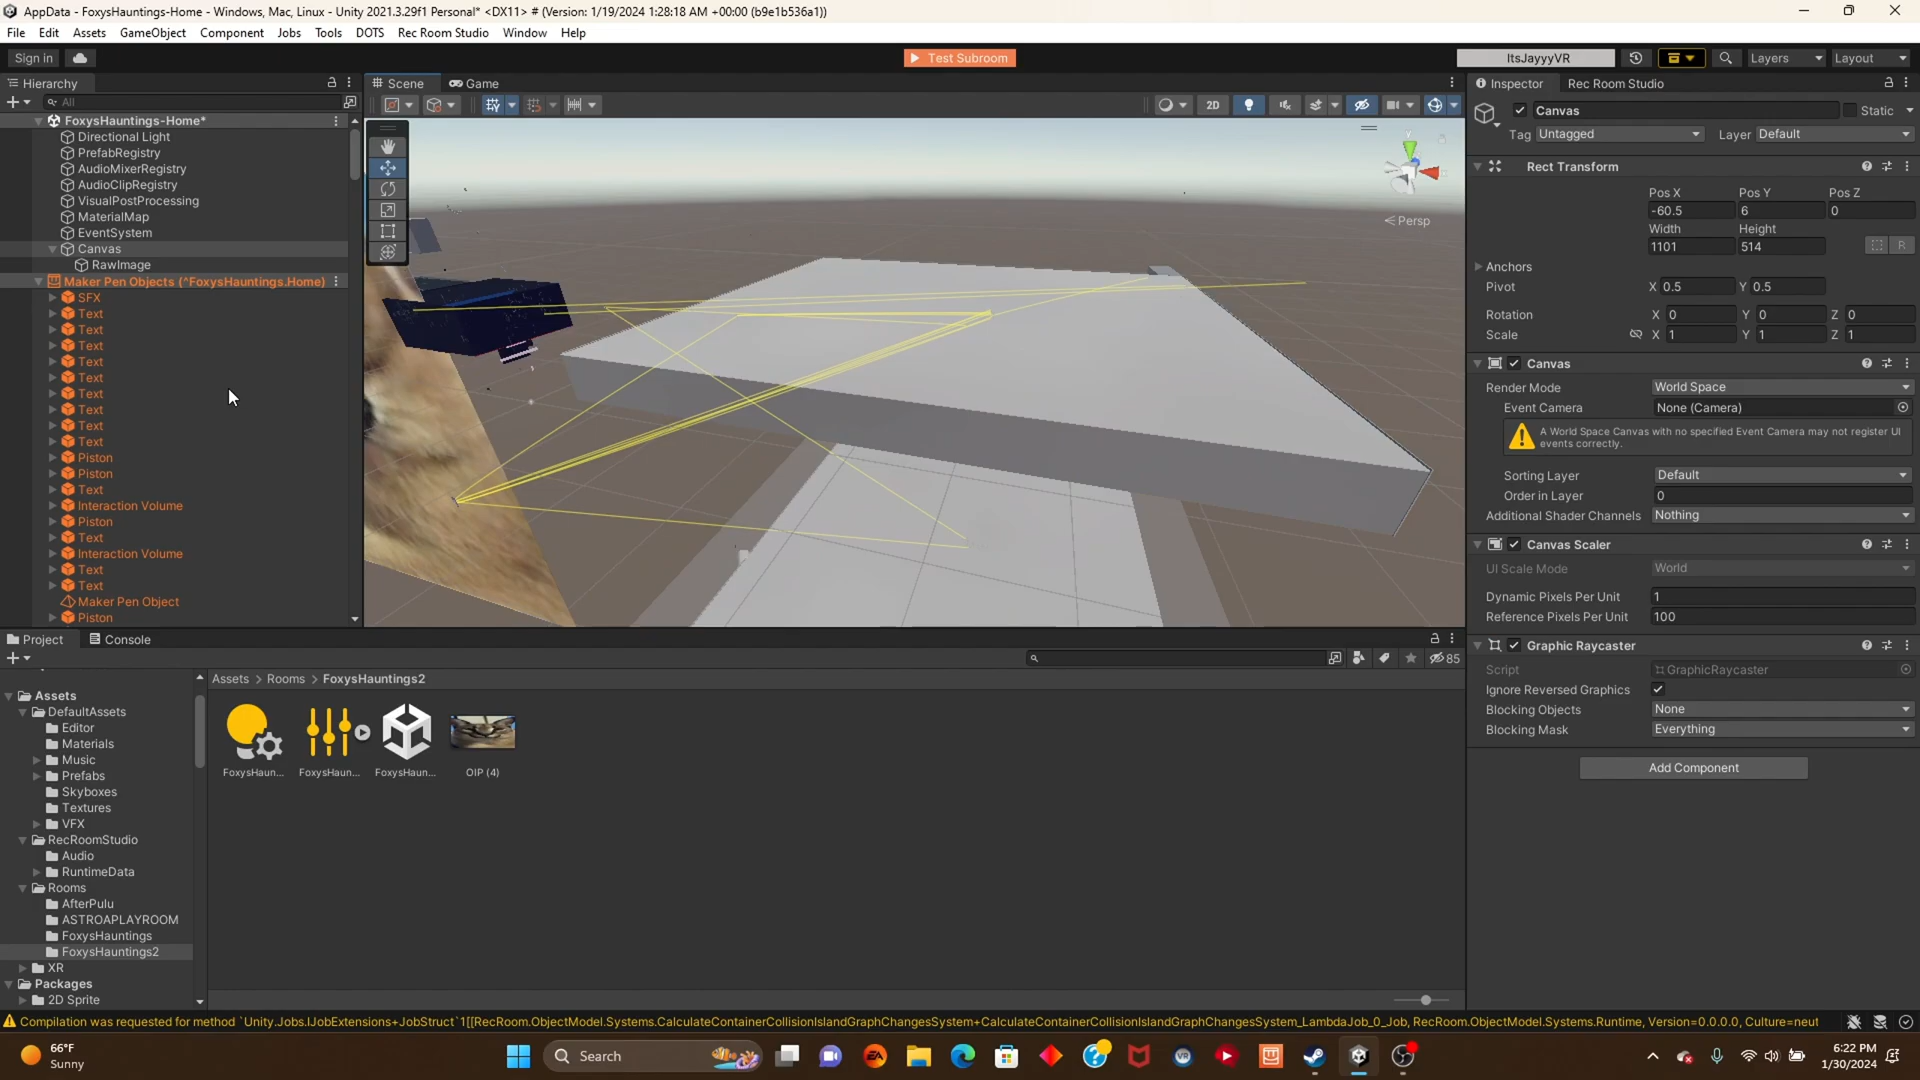 AppData - FoxysHauntings-Home - Windows, Mac, Linux - Unity 2021.3.29f1 Personal* <DX11> # (Version: 1/19/2024 1:28:18 AM +00:00 (b9e1b536a1))
File Edit Assets GameObject Component Jobs Tools DOTS Rec Room Studio Window Help
Sign in
Test Subroom
ItsJayyyVR
Layers
Layout
Hierarchy
All
FoxysHauntings-Home*
Directional Light
PrefabRegistry
AudioMixerRegistry
AudioClipRegistry
VisualPostProcessing
MaterialMap
EventSystem
Canvas
RawImage
Maker Pen Objects (^FoxysHauntings.Home)
SFX
Text
Text
Text
Text
Text
Text
Text
Text
Text
Piston
Piston
Text
Interaction Volume
Piston
Text
Interaction Volume
Text
Text
Maker Pen Object
Piston
Scene
Game
2D
y
Persp
Inspector
Rec Room Studio
Canvas
Static
Tag Untagged
Layer Default
Rect Transform
Pos X Pos Y Pos Z
-60.5 6 0
Width Height
1101 514
R
Anchors
Pivot X 0.5 Y 0.5
Rotation X 0 Y 0 Z 0
Scale X 1 Y 1 Z 1
Canvas
Render Mode World Space
Event Camera None (Camera)
A World Space Canvas with no specified Event Camera may not register UI
events correctly.
Sorting Layer Default
Order in Layer 0
Additional Shader Channels Nothing
Canvas Scaler
UI Scale Mode World
Dynamic Pixels Per Unit 1
Reference Pixels Per Unit 100
Graphic Raycaster
Script GraphicRaycaster
Ignore Reversed Graphics
Blocking Objects None
Blocking Mask Everything
Add Component
Project
Console
85
Assets
DefaultAssets
Editor
Materials
Music
Prefabs
Skyboxes
Textures
VFX
RecRoomStudio
Audio
RuntimeData
Rooms
AfterPulu
ASTROAPLAYROOM
FoxysHauntings
FoxysHauntings2
XR
Packages
2D Sprite
Assets > Rooms > FoxysHauntings2
FoxysHaun...
FoxysHaun...
FoxysHaun...
OIP (4)
Compilation was requested for method `Unity.Jobs.IJobExtensions+JobStruct`1[[RecRoom.ObjectModel.Systems.CalculateContainerCollisionIslandGraphChangesSystem+CalculateContainerCollisionIslandGraphChangesSystem_LambdaJob_0_Job, RecRoom.ObjectModel.Systems.Runtime, Version=0.0.0.0, Culture=neut
66°F
Sunny
Search
EA
VR
6:22 PM
1/30/2024